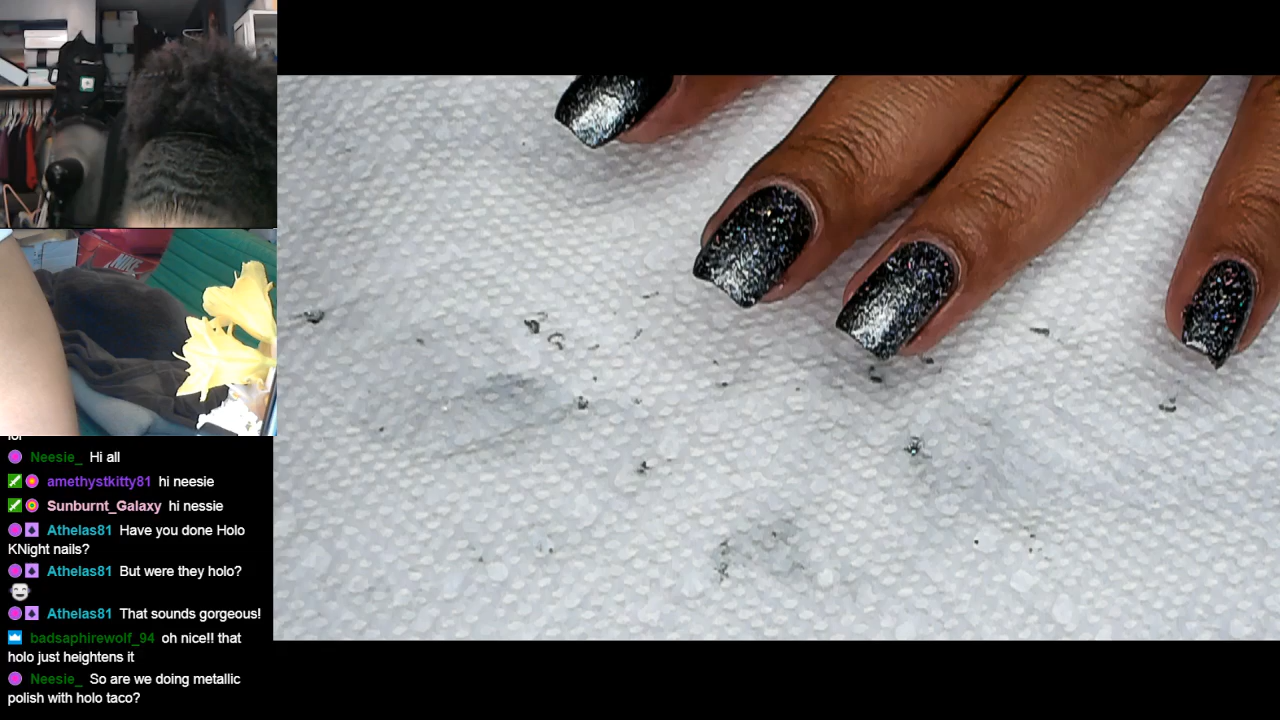 Neesie_ Hi all
amethystkitty81 hi neesie
Sunburnt_Galaxy hi nessie
Athelas81 Have you done Holo
KNight nails?
Athelas81 But were they holo?
Athelas81 That sounds gorgeous!
badsaphirewolf_94 oh nice!! that
holo just heightens it
Neesie_ So are we doing metallic
polish with holo taco?